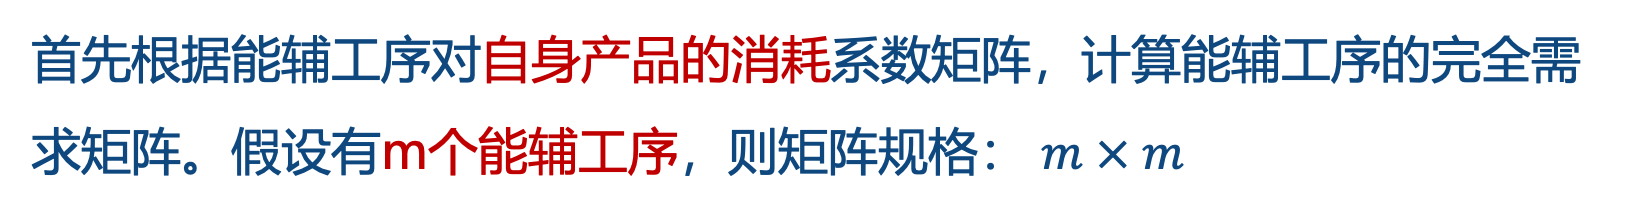 首先根据能辅工序对自身产品的消耗系数矩阵，计算能辅工序的完全需
求矩阵。假设有m个能辅工序，则矩阵规格： m × m